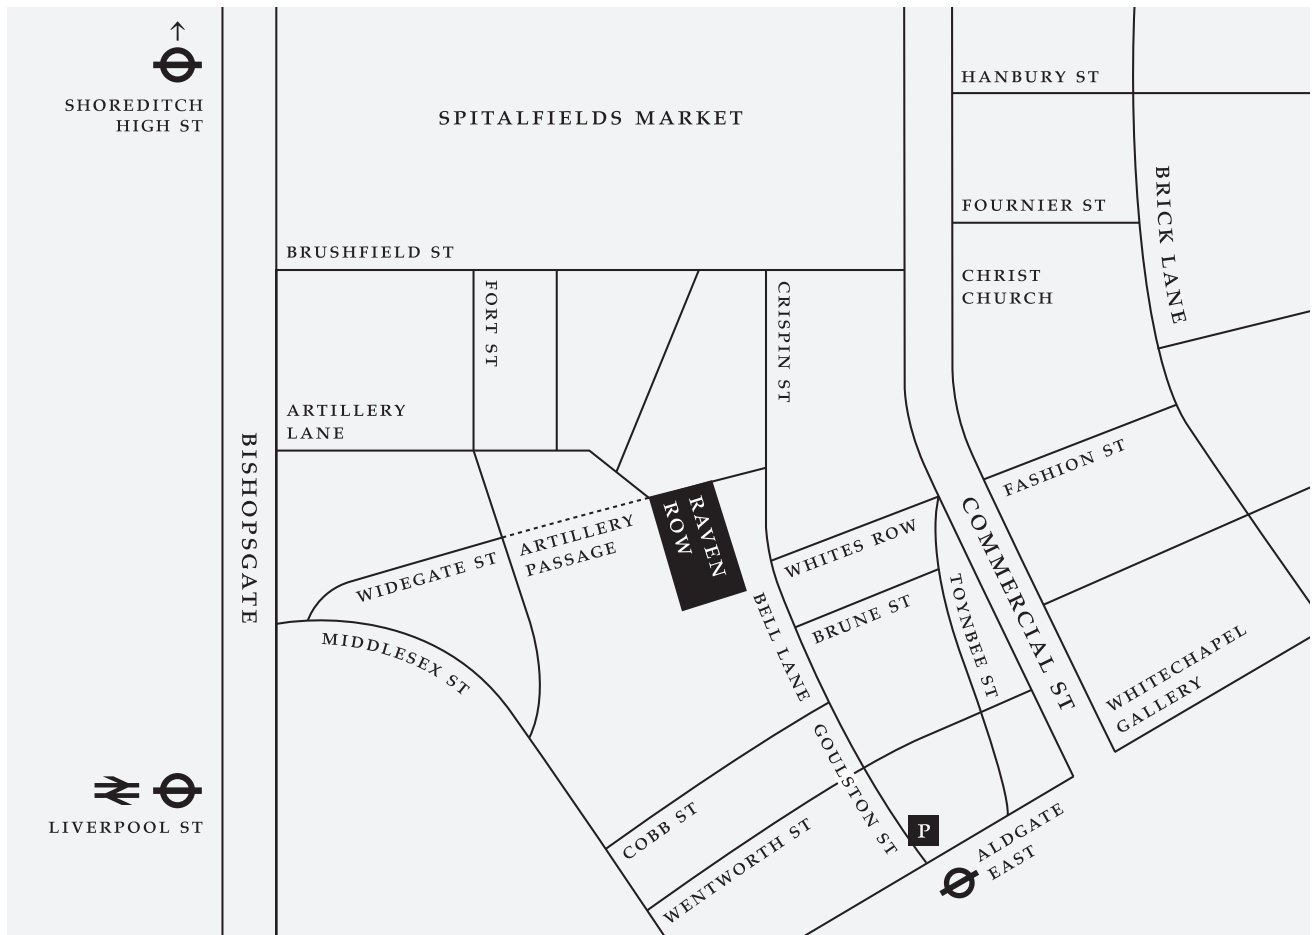 SHOREDITCH
HIGH ST
SPITALFIELDS MARKET
HANBURY ST
BRICK LANE
FOURNIER ST
CHRIST
CHURCH
BRUSHFIELD ST
FORT ST
CRISPIN ST
ARTILLERY
LANE
BISHOPSGATE
FASHION ST
COMMERCIAL ST
RAVEN
ROW
ARTILLERY
PASSAGE
WHITES ROW
WIDEGATE ST
BELL LANE
BRUNE ST
TOYNBEE ST
MIDDLESEX ST
WHITECHAPEL
GALLERY
GOULSTON ST
LIVERPOOL ST
COBB ST
WENTWORTH ST
P
ALDGATE
EAST